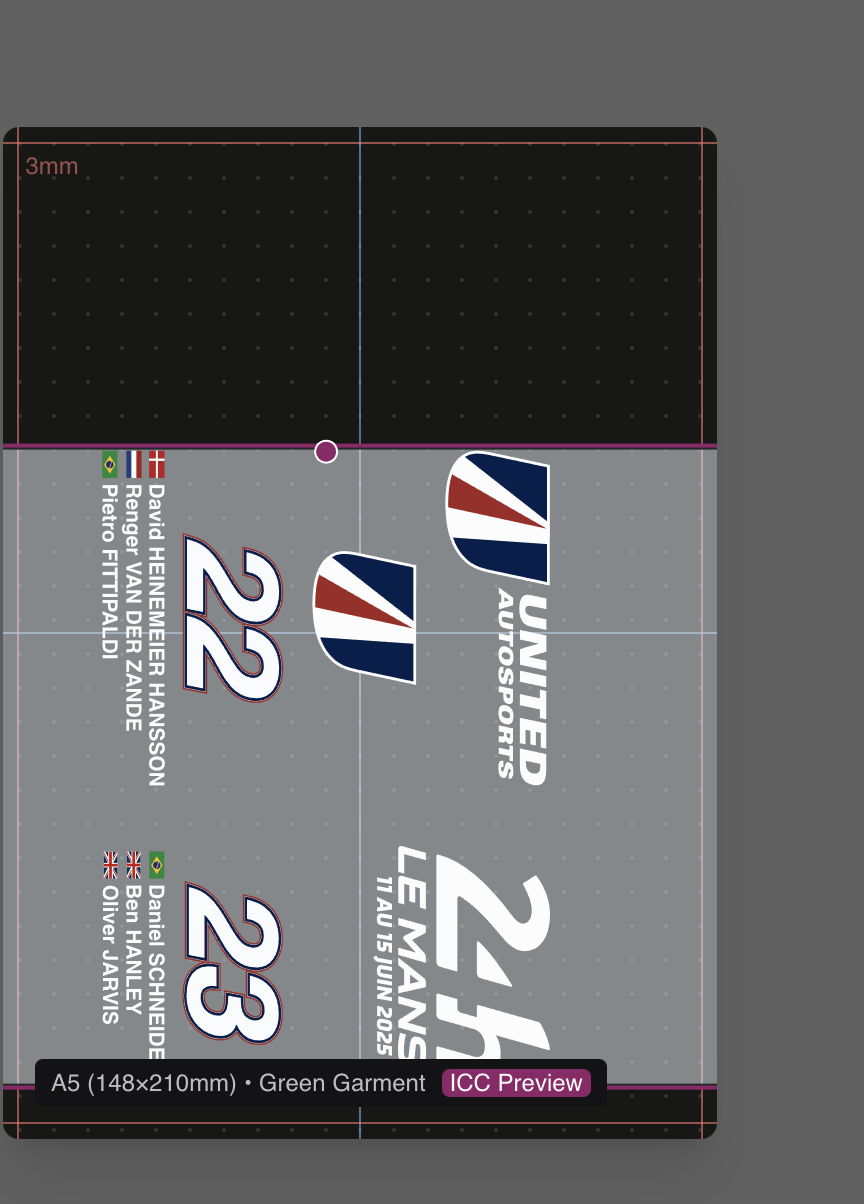 3mm
UNITED
AUTOSPORTS
24h
LE MANS
11 AU 15 JUIN 2025
22
David HEINEMEIER HANSSON
Renger VAN DER ZANDE
Pietro FITTIPALDI
23
Daniel SCHNEIDE
Ben HANLEY
Oliver JARVIS
A5 (148×210mm) • Green Garment ICC Preview